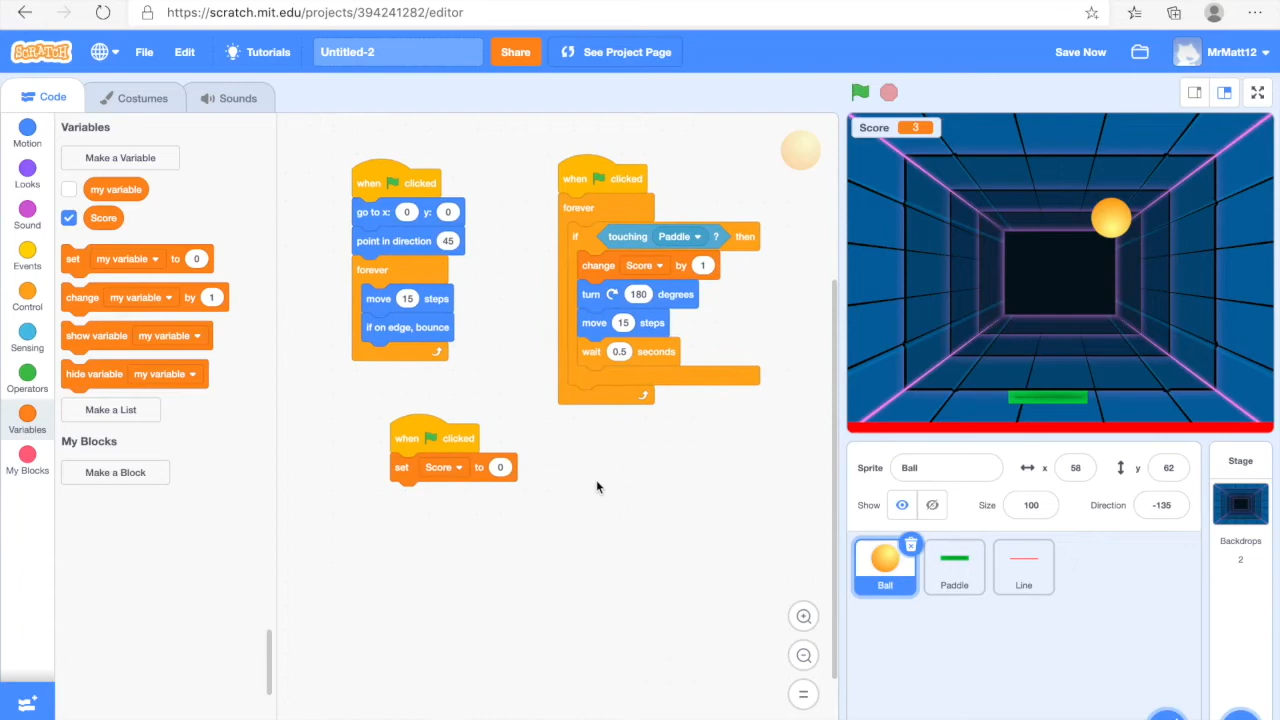 https://scratch.mit.edu/projects/394241282/editor
SCRATCH
File
Edit
Tutorials
Untitled-2
Share
See Project Page
Save Now
MrMatt12
Code
Costumes
Sounds
Motion
Looks
Sound
Events
Control
Sensing
Operators
Variables
My Blocks
Variables
Make a Variable
my variable
Score
set my variable to 0
change my variable by 1
show variable my variable
hide variable my variable
Make a List
My Blocks
Make a Block
when clicked
go to x: 0 y: 0
point in direction 45
forever
move 15 steps
if on edge, bounce
when clicked
set Score to 0
when clicked
forever
if touching Paddle ? then
change Score by 1
turn 180 degrees
move 15 steps
wait 0.5 seconds
Score 3
Sprite Ball x 58 y 62
Show Size 100 Direction -135
Ball
Paddle
Line
Stage
Backdrops
2